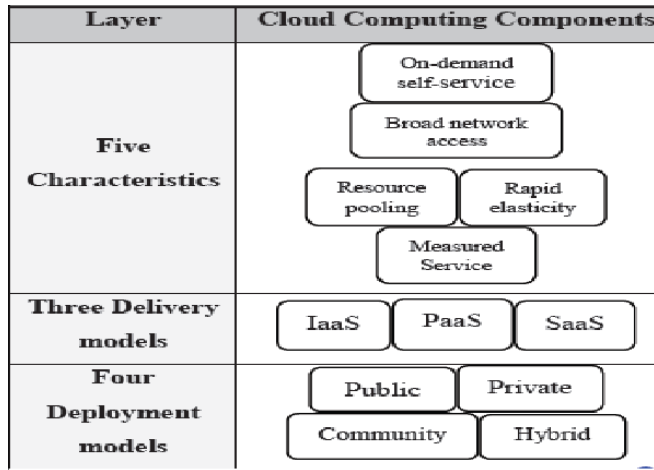 Layer
Cloud Computing Components
Five
Characteristics
On-demand
self-service
Broad network
access
Resource
pooling
Rapid
elasticity
Measured
Service
Three Delivery
models
IaaS
PaaS
SaaS
Four
Deployment
models
Public
Private
Community
Hybrid